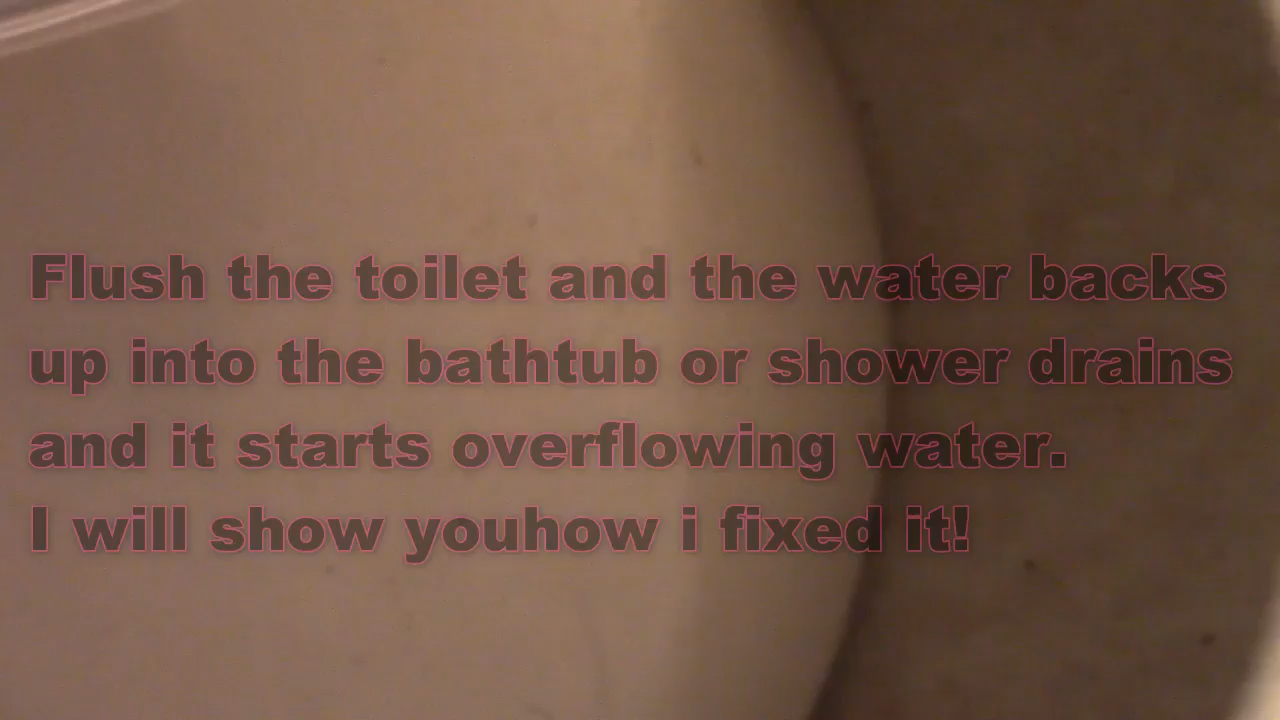 Flush the toilet and the water backs
up into the bathtub or shower drains
and it starts overflowing water.
I will show youhow i fixed it!